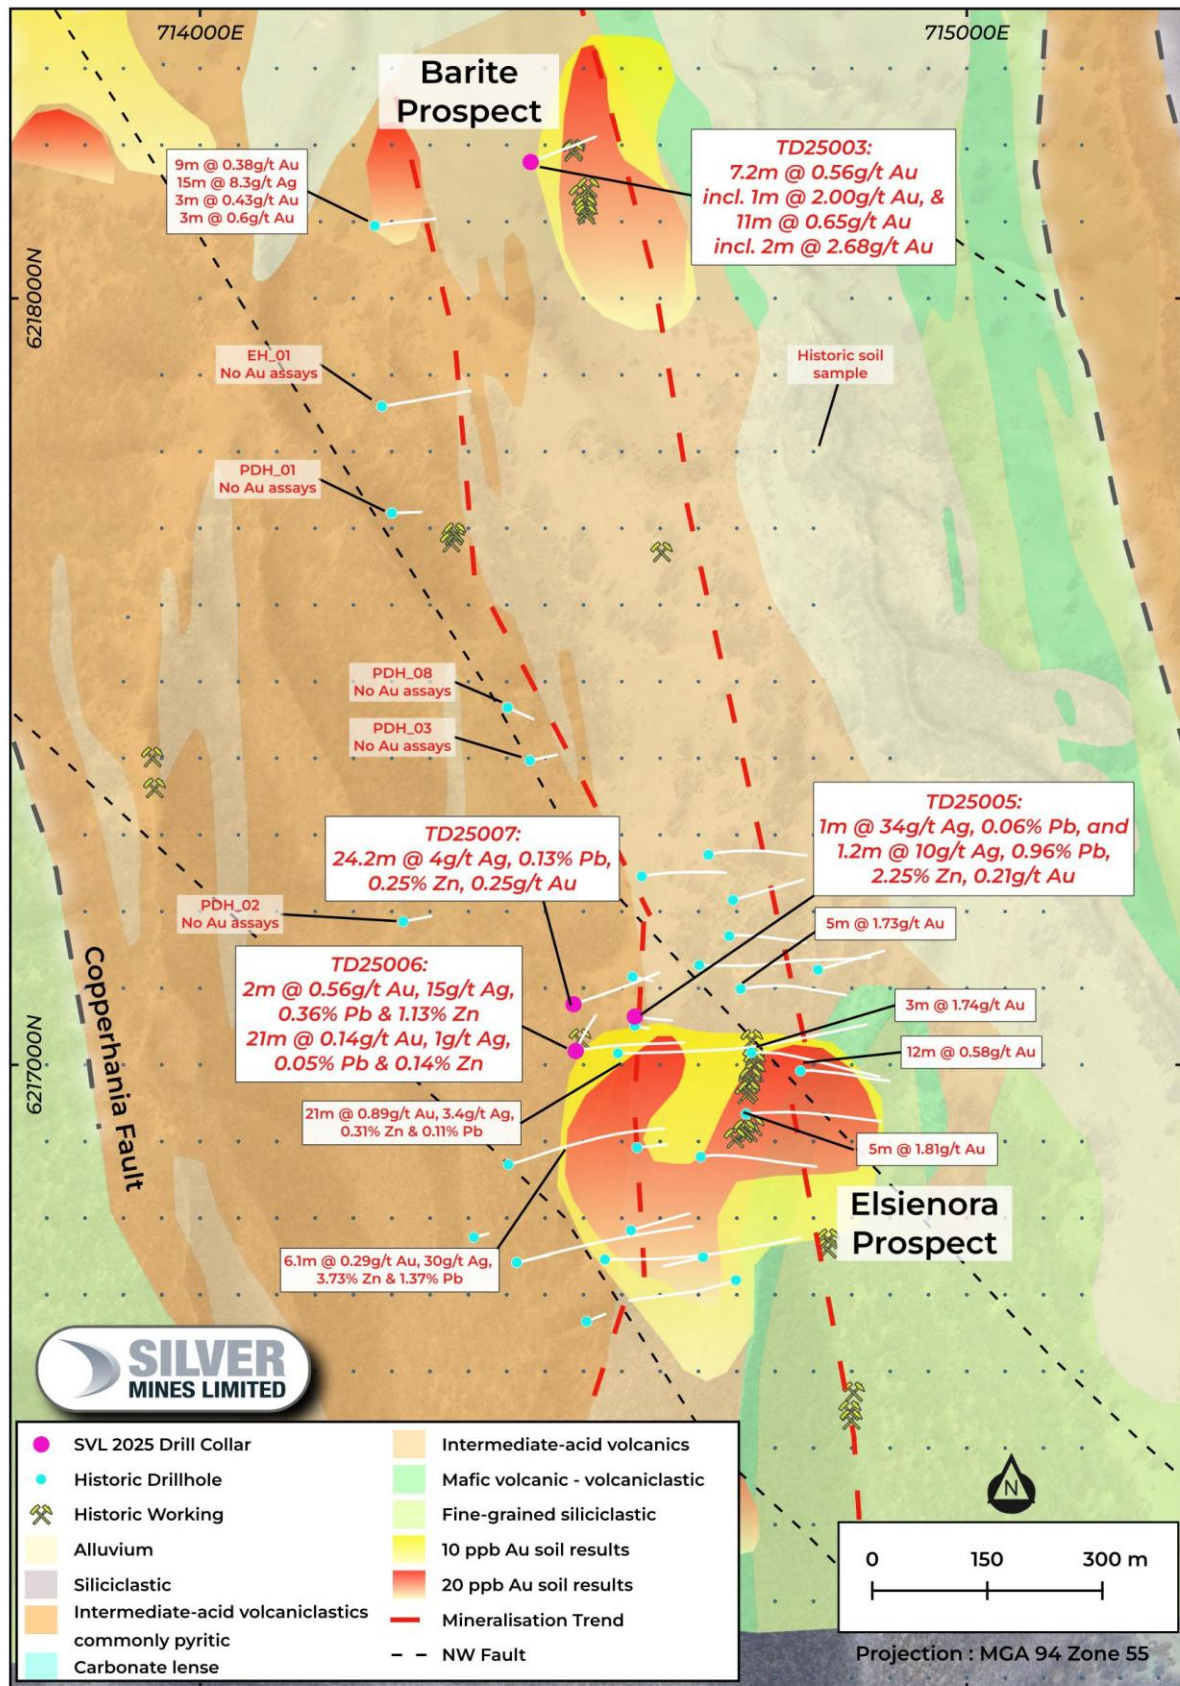 714000E
715000E
Barite
Prospect
9m @ 0.38g/t Au
15m @ 8.3g/t Ag
3m @ 0.43g/t Au
3m @ 0.6g/t Au
TD25003:
7.2m @ 0.56g/t Au
incl. 1m @ 2.00g/t Au, &
11m @ 0.65g/t Au
incl. 2m @ 2.68g/t Au
6218000N
EH_01
No Au assays
Historic soil
sample
PDH_01
No Au assays
PDH_08
No Au assays
PDH_03
No Au assays
TD25007:
24.2m @ 4g/t Ag, 0.13% Pb,
0.25% Zn, 0.25g/t Au
TD25005:
1m @ 34g/t Ag, 0.06% Pb, and
1.2m @ 10g/t Ag, 0.96% Pb,
2.25% Zn, 0.21g/t Au
PDH_02
No Au assays
5m @ 1.73g/t Au
TD25006:
2m @ 0.56g/t Au, 15g/t Ag,
0.36% Pb & 1.13% Zn
21m @ 0.14g/t Au, 1g/t Ag,
0.05% Pb & 0.14% Zn
3m @ 1.74g/t Au
12m @ 0.58g/t Au
6217000N
Copperhania Fault
21m @ 0.89g/t Au, 3.4g/t Ag,
0.31% Zn & 0.11% Pb
5m @ 1.81g/t Au
Elsienora
Prospect
6.1m @ 0.29g/t Au, 30g/t Ag,
3.73% Zn & 1.37% Pb
SILVER
MINES LIMITED
SVL 2025 Drill Collar
Historic Drillhole
Historic Working
Alluvium
Siliciclastic
Intermediate-acid volcaniclastics
commonly pyritic
Carbonate lense
Intermediate-acid volcanics
Mafic volcanic - volcaniclastic
Fine-grained siliciclastic
10 ppb Au soil results
20 ppb Au soil results
Mineralisation Trend
NW Fault
N
0 150 300 m
Projection : MGA 94 Zone 55